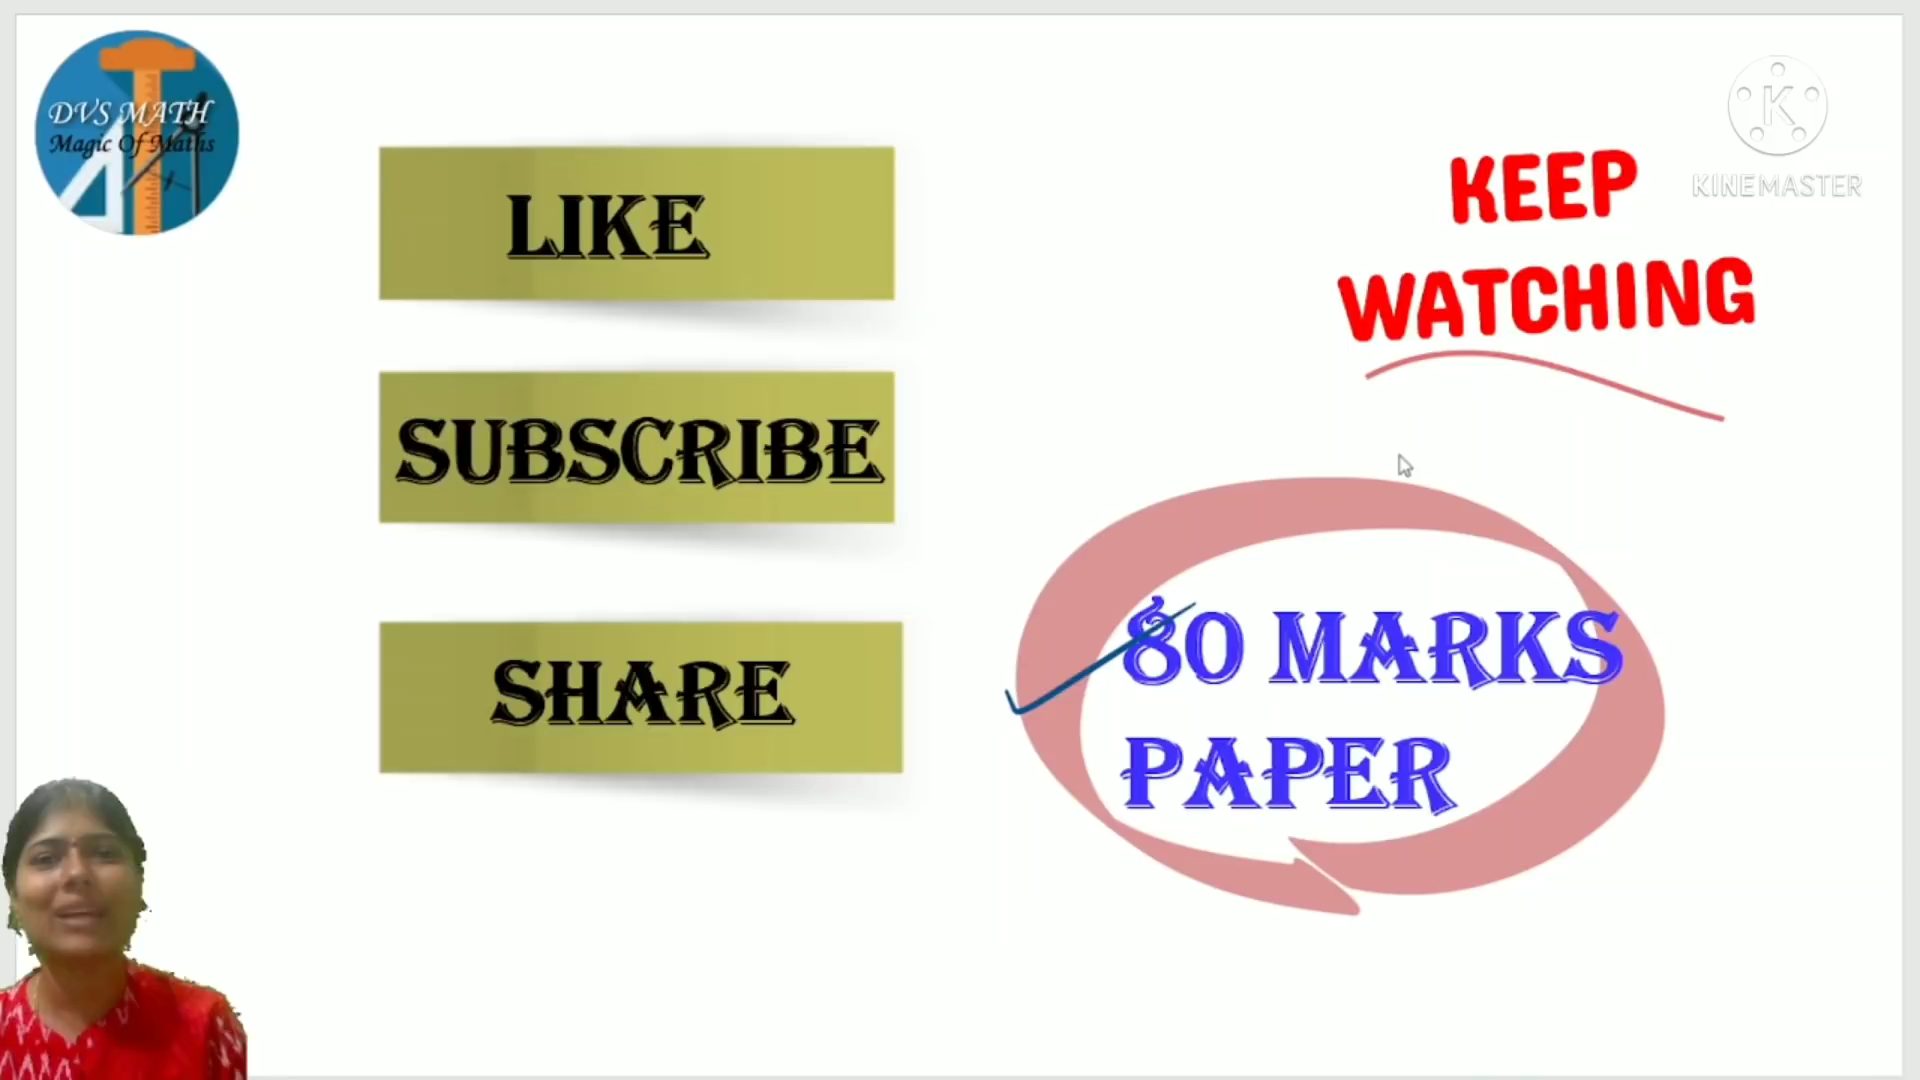 DVS MATH
Magic Of Maths
LIKE
SUBSCRIBE
SHARE
KEEP
WATCHING
K
KINEMASTER
80 MARKS
PAPER